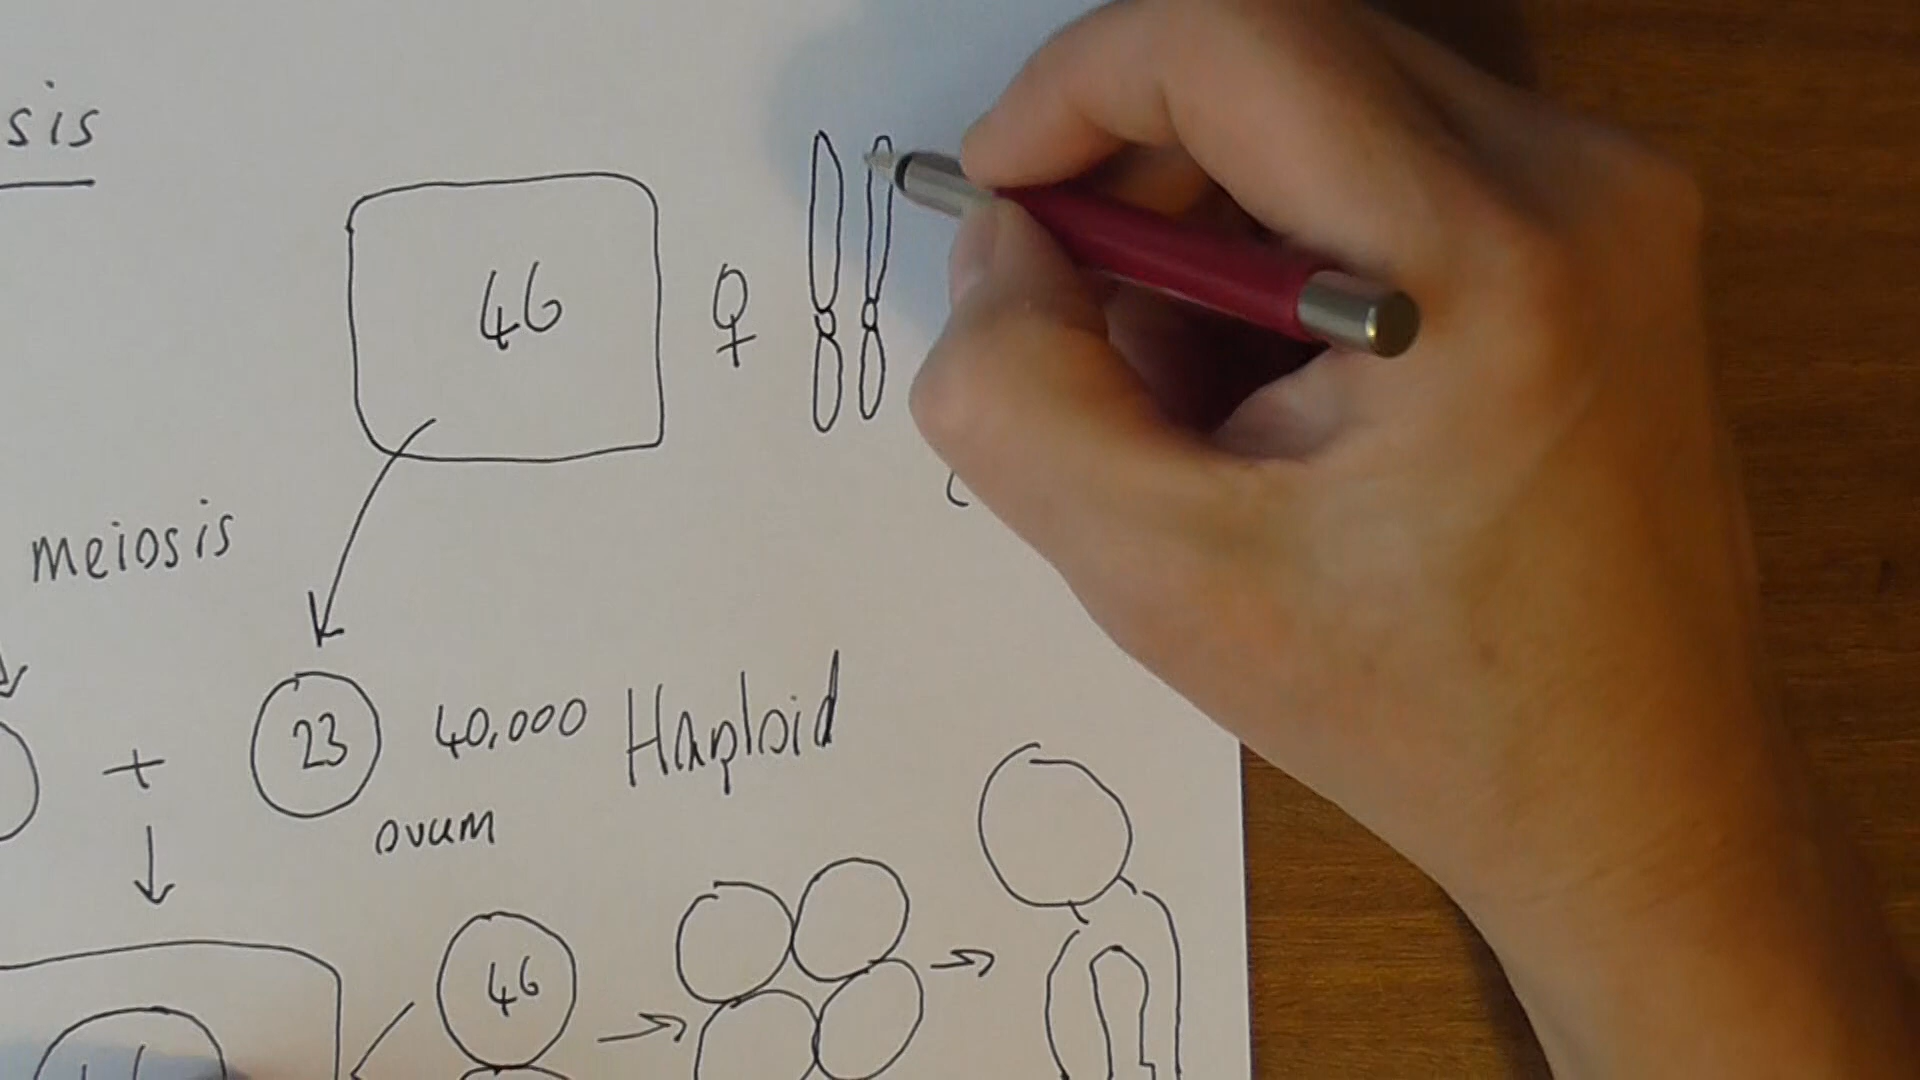 sis
46 ♀
meiosis
+ 23 40,000 Haploid
ovum
46